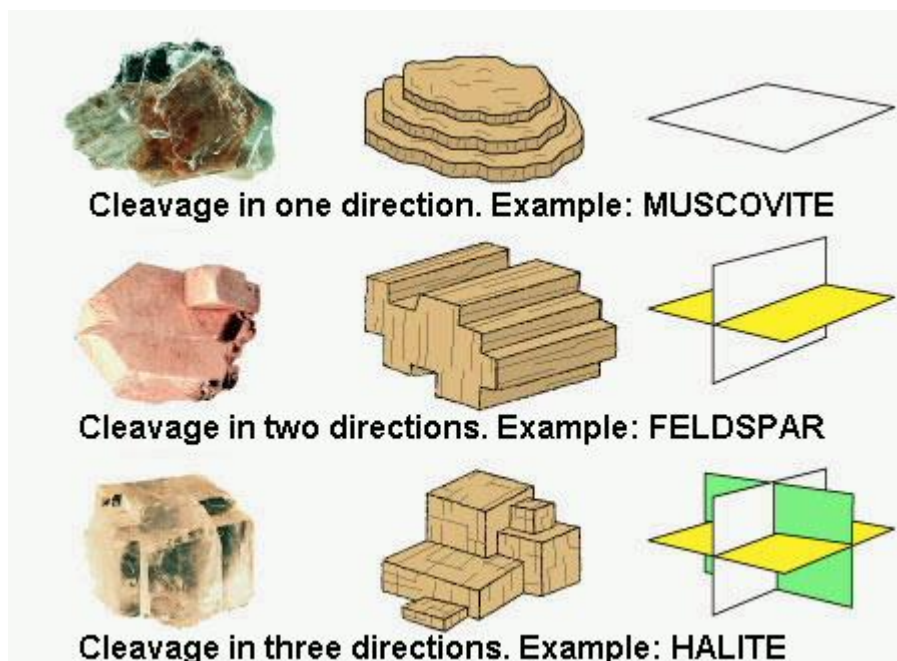 Cleavage in one direction. Example: MUSCOVITE
Cleavage in two directions. Example: FELDSPAR
Cleavage in three directions. Example: HALITE